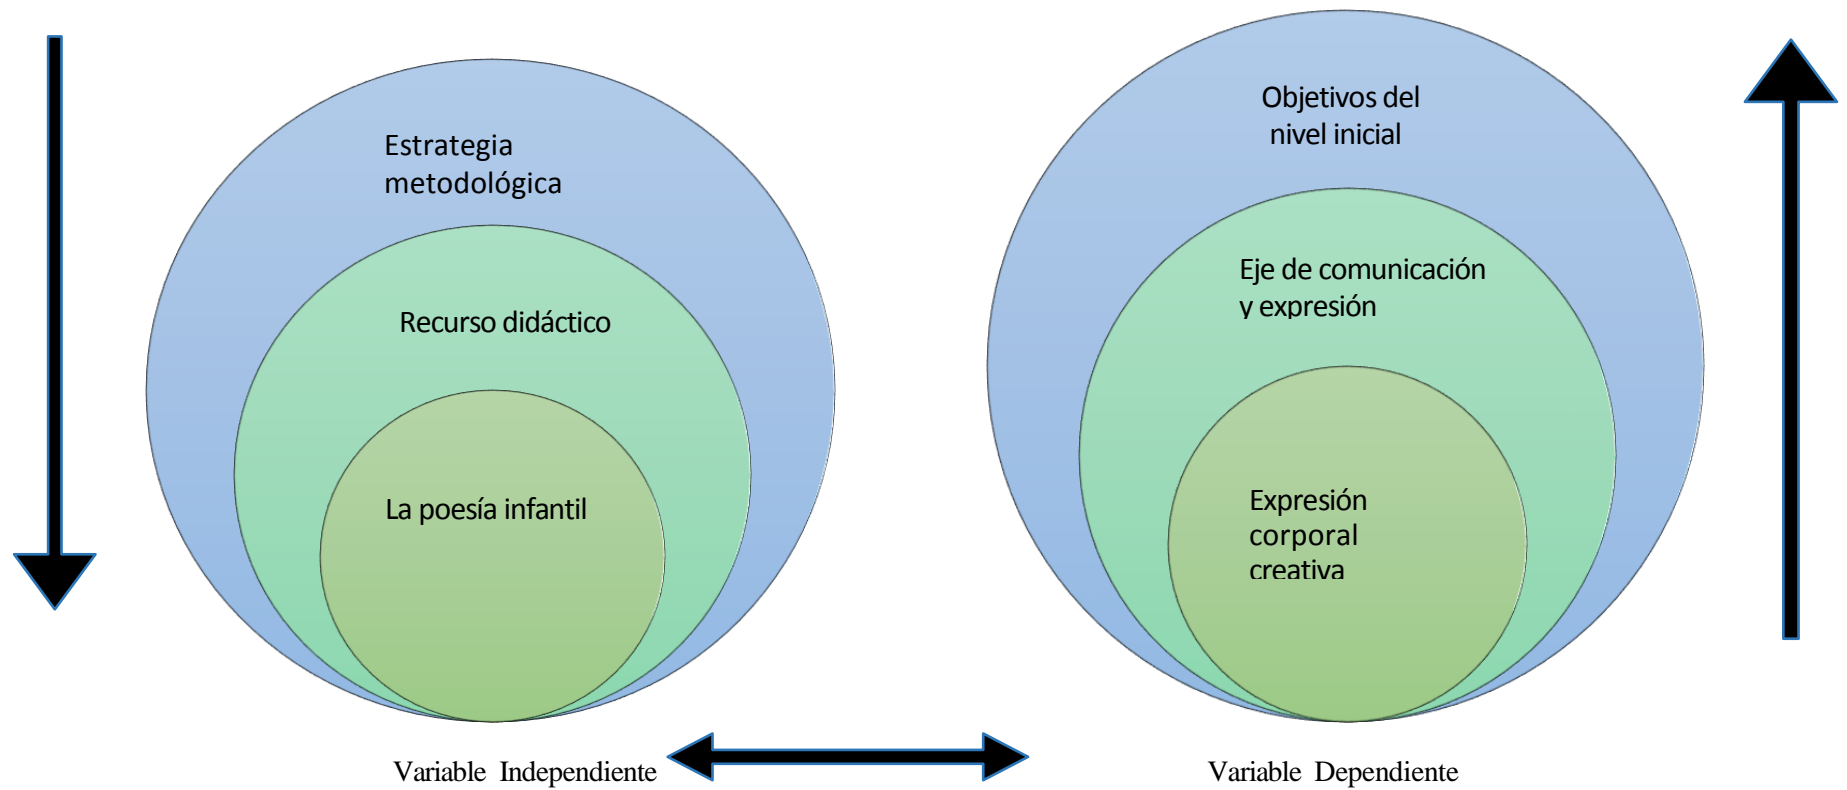 Estrategia
metodológica
Recurso didáctico
La poesía infantil
Objetivos del
nivel inicial
Eje de comunicación
y expresión
Expresión
corporal
creativa
Variable Independiente
Variable Dependiente